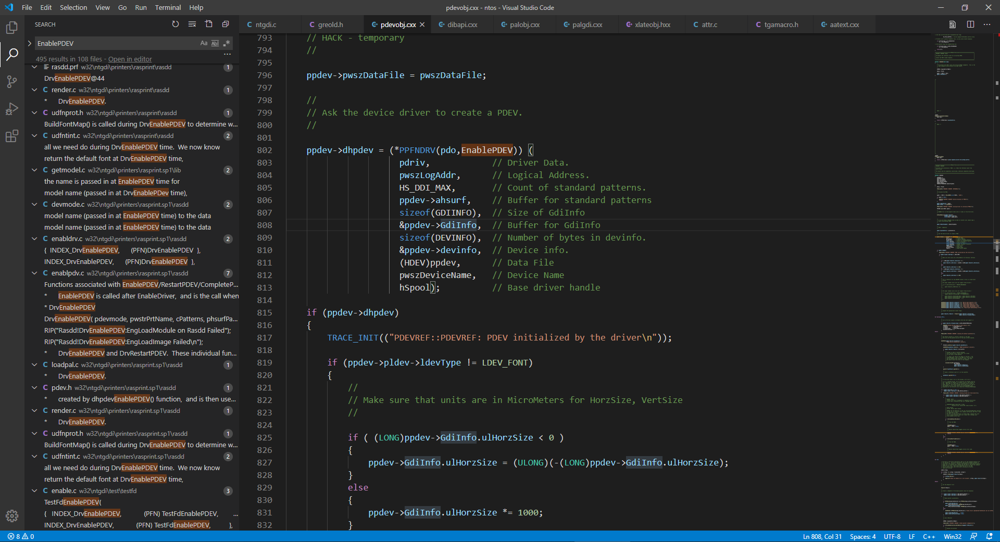 File Edit Selection View Go Run Terminal Help
pdevobj.cxx - ntos - Visual Studio Code
SEARCH
EnablePDEV
Aa Abl .*
495 results in 108 files - Open in editor
rasdd.prf w32\ntgdi\printers\rasprint\rasdd 1
DrvEnablePDEV@44
render.c w32\ntgdi\printers\rasprint\rasdd 1
* DrvEnablePDEV.
udfnprot.h w32\ntgdi\printers\rasprint\rasdd 1
BuildFontMap() is called during DrvEnablePDEV to determine w...
udfntint.c w32\ntgdi\printers\rasprint\rasdd 2
all we need do during DrvEnablePDEV time. We now know
return the default font at DrvEnablePDEV time,
getmodel.c w32\ntgdi\printers\rasprint.sp1\lib 2
the name is passed in at EnablePDEV time for
model name (passed in at DrvEnablePDev time),
devmode.c w32\ntgdi\printers\rasprint.sp1\rasdd 2
model name (passed in at EnablePDEV time) to the data
model name (passed in at EnablePDEV time) to the data
enabldrv.c w32\ntgdi\printers\rasprint.sp1\rasdd 2
{ INDEX_DrvEnablePDEV, (PFN)DrvEnablePDEV },
INDEX_DrvEnablePDEV, (PFN)DrvEnablePDEV },
enablpdv.c w32\ntgdi\printers\rasprint.sp1\rasdd 7
Functions associated with EnablePDEV/RestartPDEV/CompleteP...
* EnablePDEV is called after EnableDriver, and is the call when
* DrvEnablePDEV
DrvEnablePDEV( pdevmode, pwstrPrtName, cPatterns, phsurfPa...
RIP("Rasdd!DrvEnablePDEV:EngLoadModule on Rasdd Failed");
RIP("Rasdd!DrvEnablePDEV:EngLoadImage Failed\n");
* DrvEnablePDEV and DrvRestartPDEV. These individual fun...
loadpal.c w32\ntgdi\printers\rasprint.sp1\rasdd 1
* DrvEnablePDEV.
pdev.h w32\ntgdi\printers\rasprint.sp1\rasdd 1
* created by dhpdevEnablePDEV() function, and is then use...
render.c w32\ntgdi\printers\rasprint.sp1\rasdd 1
* DrvEnablePDEV.
udfnprot.h w32\ntgdi\printers\rasprint.sp1\rasdd 1
BuildFontMap() is called during DrvEnablePDEV to determine w...
udfntint.c w32\ntgdi\printers\rasprint.sp1\rasdd 2
all we need do during DrvEnablePDEV time. We now know
return the default font at DrvEnablePDEV time,
enable.c w32\ntgdi\test\testfd 3
TestFdEnablePDEV(
{ INDEX_DrvEnablePDEV, (PFN) TestFdEnablePDEV, ...
INDEX_DrvEnablePDEV, (PFN) TestFdEnablePDEV, },
ntgdi.c greold.h pdevobj.cxx dibapi.cxx palobj.cxx palgdi.cxx xlateobj.hxx attr.c tgamacro.h aatext.cxx
793 // HACK - temporary
794 //
795
796 ppdev->pwszDataFile = pwszDataFile;
797
798 //
799 // Ask the device driver to create a PDEV.
800 //
801
802 ppdev->dhpdev = (*PPFNDRV(pdo,EnablePDEV)) (
803 pdriv, // Driver Data.
804 pwszLogAddr, // Logical Address.
805 HS_DDI_MAX, // Count of standard patterns.
806 ppdev->ahsurf, // Buffer for standard patterns
807 sizeof(GDIINFO), // Size of GdiInfo
808 &ppdev->GdiInfo, // Buffer for GdiInfo
809 sizeof(DEVINFO), // Number of bytes in devinfo.
810 &ppdev->devinfo, // Device info.
811 (HDEV)ppdev, // Data File
812 pwszDeviceName, // Device Name
813 hSpool); // Base driver handle
814
815 if (ppdev->dhpdev)
816 {
817 TRACE_INIT(("PDEVREF::PDEVREF: PDEV initialized by the driver\n"));
818
819 if (ppdev->pldev->ldevType != LDEV_FONT)
820 {
821 //
822 // Make sure that units are in MicroMeters for HorzSize, VertSize
823 //
824
825 if ( (LONG)ppdev->GdiInfo.ulHorzSize < 0 )
826 {
827 ppdev->GdiInfo.ulHorzSize = (ULONG)(-(LONG)ppdev->GdiInfo.ulHorzSize);
828 }
829 else
830 {
831 ppdev->GdiInfo.ulHorzSize *= 1000;
832 }
8 0
Ln 808, Col 31 Spaces: 4 UTF-8 LF C++ Win32